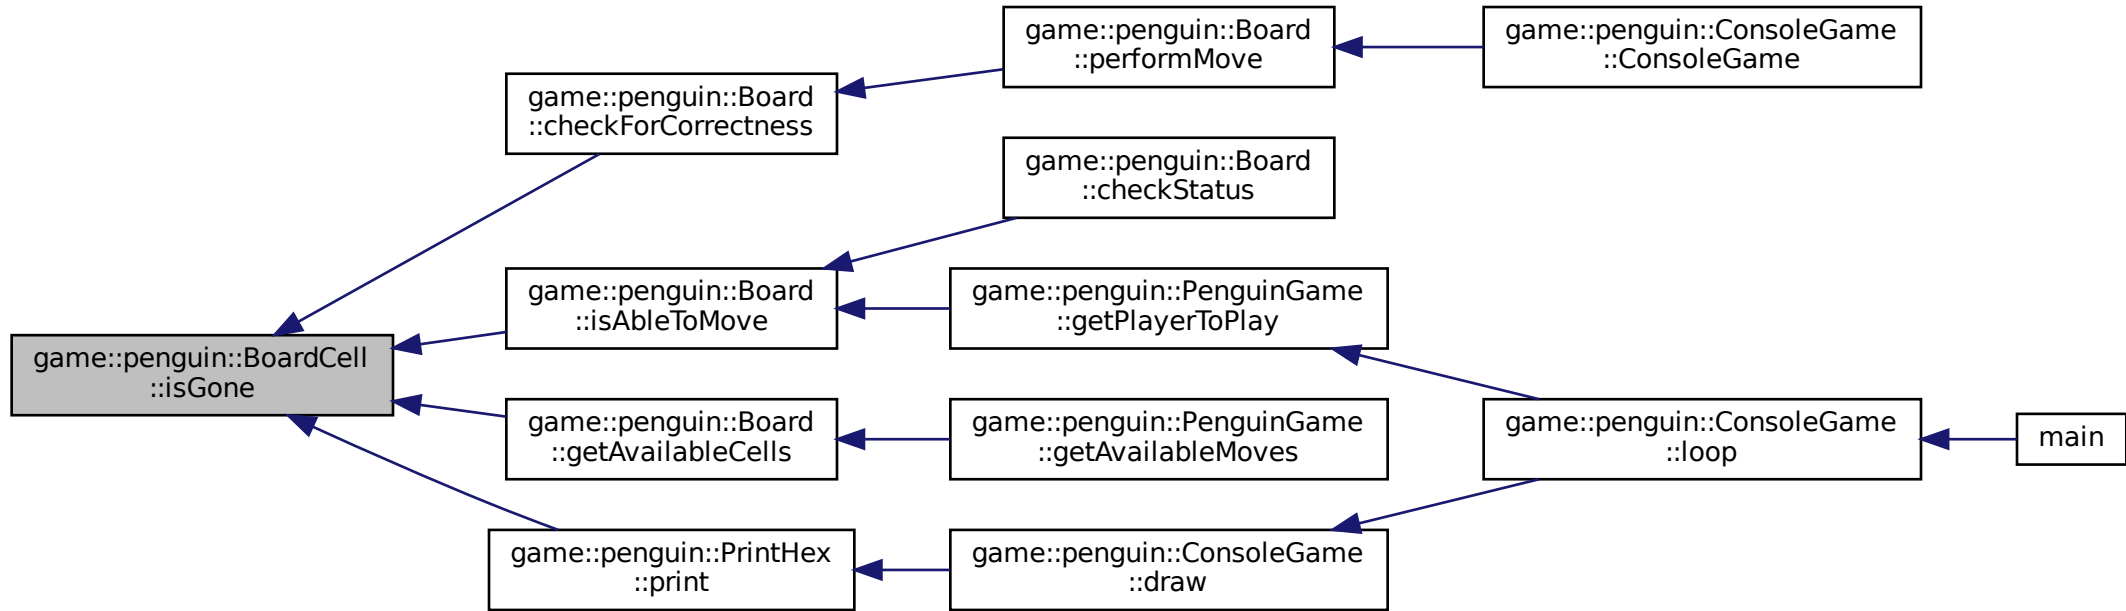 game::penguin::BoardCell
::isGone
game::penguin::Board
::checkForCorrectness
game::penguin::Board
::performMove
game::penguin::ConsoleGame
::ConsoleGame
game::penguin::Board
::isAbleToMove
game::penguin::Board
::checkStatus
game::penguin::PenguinGame
::getPlayerToPlay
game::penguin::ConsoleGame
::loop
main
game::penguin::Board
::getAvailableCells
game::penguin::PenguinGame
::getAvailableMoves
game::penguin::PrintHex
::print
game::penguin::ConsoleGame
::draw